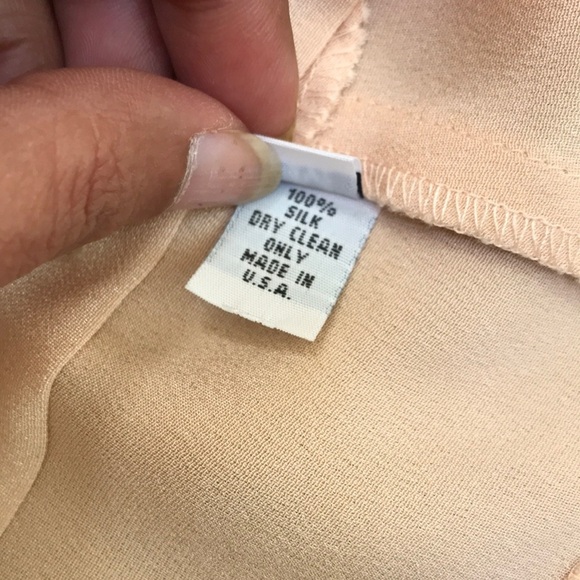 100%
SILK
DRY CLEAN
ONLY
MADE IN
U.S.A.